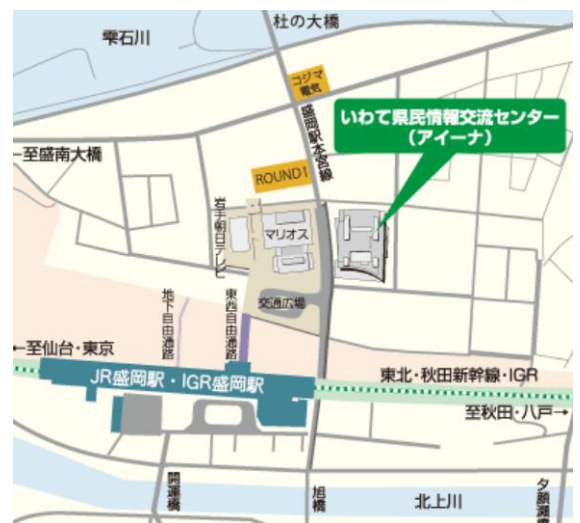 杜の大橋
雫石川
コジマ
電気
いわて県民情報交流センター
（アイーナ）
盛岡駅本宮線
←至盛南大橋
ROUND1
岩手朝日テレビ
マリオス
交通広場
地下自由通路
東西自由通路
←至仙台・東京
JR盛岡駅・IGR盛岡駅
東北・秋田新幹線・IGR
至秋田・八戸→
開運橋
旭橋
北上川
夕顔瀬